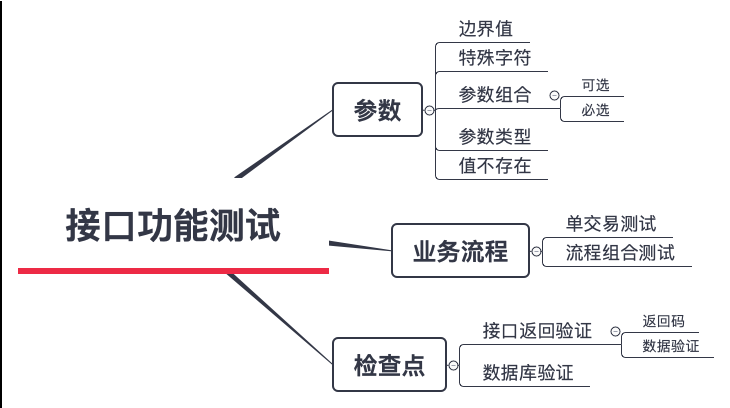 接口功能测试
参数
边界值
特殊字符
参数组合
可选
必选
参数类型
值不存在
业务流程
单交易测试
流程组合测试
检查点
接口返回验证
返回码
数据验证
数据库验证